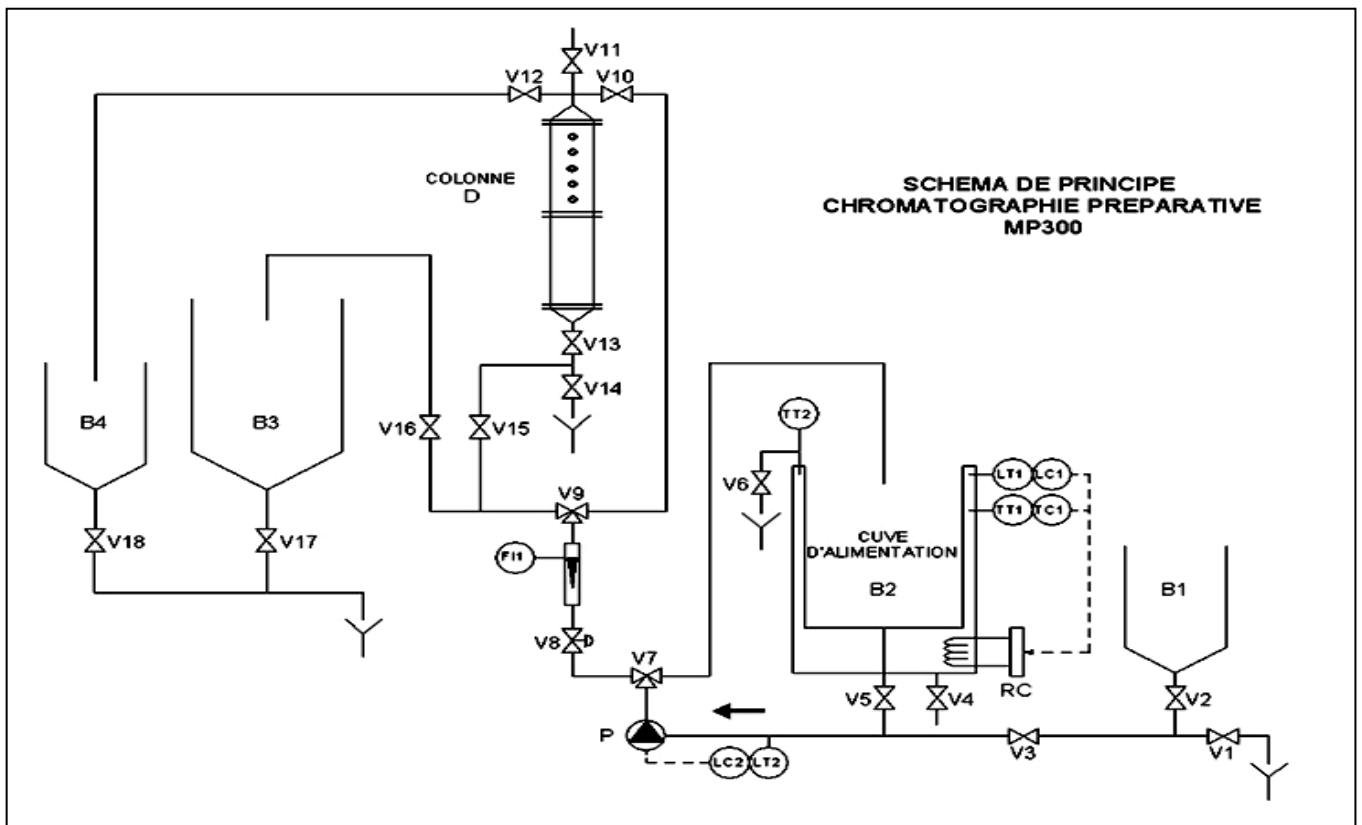 V11
V12
V10
COLONNE
D
SCHEMA DE PRINCIPE
CHROMATOGRAPHIE PREPARATIVE
MP300
V13
V14
B4
B3
V16
V15
TT2
V6
LT1 LC1
TT1 TC1
V9
V18
V17
FI1
CUVE
D'ALIMENTATION
B2
B1
V8
D
V7
RC
V5
V4
V2
P
V3
V1
LC2 LT2